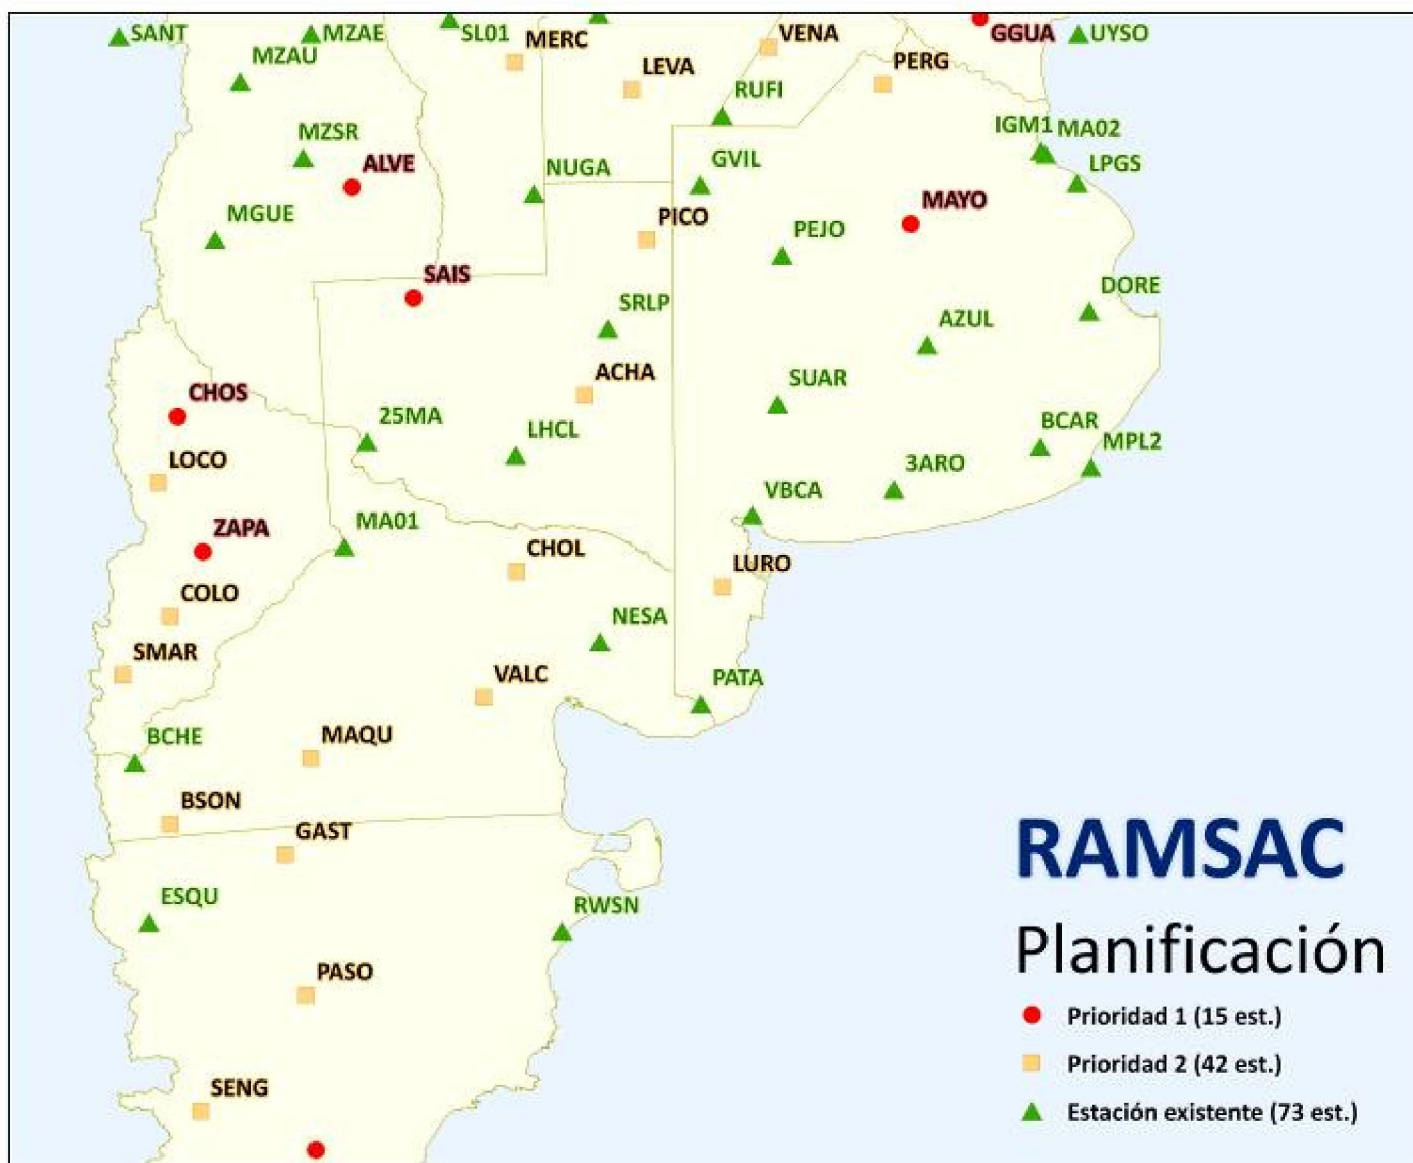 SANT
MZAE
SL01
MERC
VENA
GGUA
UYSO
MZAU
LEVA
PERG
RUFI
MZSR
ALVE
NUGA
GVIL
IGM1
MA02
LPGS
MGUE
PICO
MAYO
PEJO
SAIS
SRLP
DORE
AZUL
ACHA
SUAR
CHOS
25MA
LHCL
BCAR
MPL2
LOCO
3ARO
VBCA
ZAPA
MA01
CHOL
LURO
COLO
NESA
SMAR
VALC
PATA
BCHE
MAQU
BSON
GAST
ESQU
RWSN
PASO
SENG
RAMSAC
Planificación
Prioridad 1 (15 est.)
Prioridad 2 (42 est.)
Estación existente (73 est.)